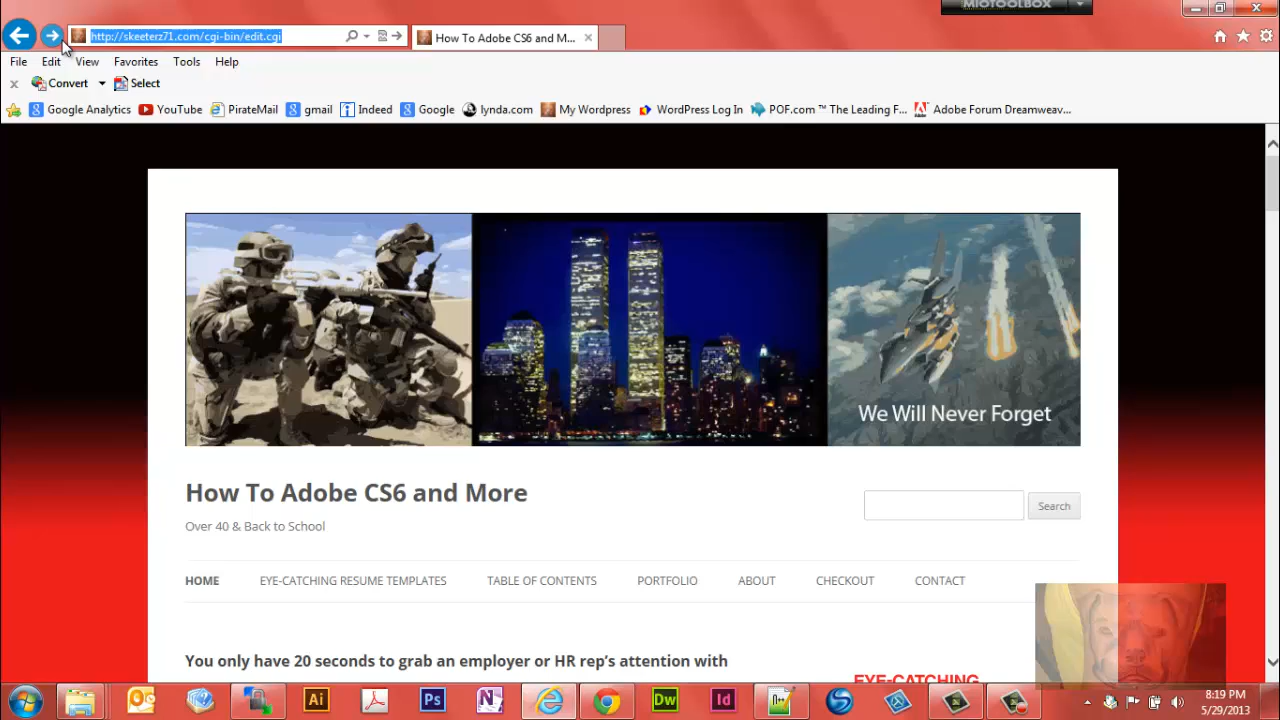 MIOTOOLBOX
http://skeeterz71.com/cgi-bin/edit.cgi
How To Adobe CS6 and M...
File Edit View Favorites Tools Help
Convert Select
Google Analytics YouTube PirateMail gmail Indeed Google lynda.com My Wordpress WordPress Log In POF.com ™ The Leading F... Adobe Forum Dreamweav...
We Will Never Forget
How To Adobe CS6 and More
Search
Over 40 & Back to School
HOME EYE-CATCHING RESUME TEMPLATES TABLE OF CONTENTS PORTFOLIO ABOUT CHECKOUT CONTACT
You only have 20 seconds to grab an employer or HR rep's attention with
EYE-CATCHING
Ai Ps N Dw Id
8:19 PM
5/29/2013